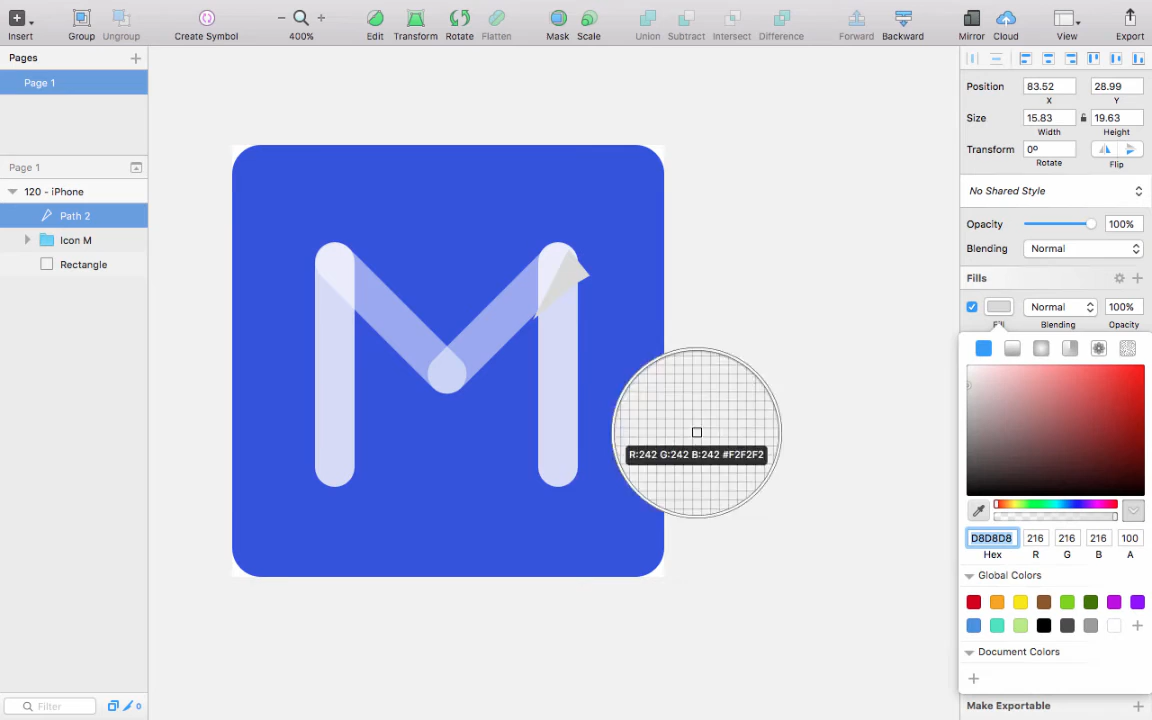 Insert
Group
Ungroup
Create Symbol
400%
Edit
Transform
Rotate
Flatten
Mask
Scale
Union
Subtract
Intersect
Difference
Forward
Backward
Mirror
Cloud
View
Export
Pages
Page 1
Page 1
120 - iPhone
Path 2
Icon M
Rectangle
Filter
0
M
R:242 G:242 B:242 #F2F2F2
Position 83.52 28.99
X Y
Size 15.83 19.63
Width Height
Transform 0º
Rotate Flip
No Shared Style
Opacity 100%
Blending Normal
Fills
Normal 100%
Fill Blending Opacity
D8D8D8 216 216 216 100
Hex R G B A
Global Colors
Document Colors
Make Exportable